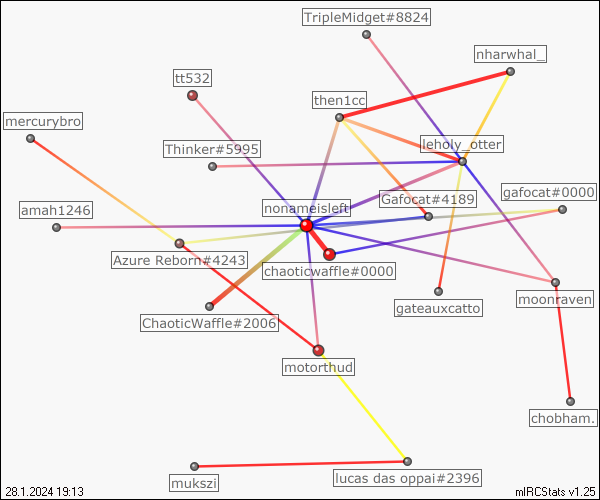 TripleMidget#8824
nharwhal_
tt532
then1cc
mercurybro
Thinker#5995
leholy_otter
gafocat#0000
Gafocat#4189
amah1246
nonameisleft
Azure Reborn#4243
chaoticwaffle#0000
moonraven
gateauxcatto
ChaoticWaffle#2006
motorthud
chobham.
lucas das oppai#2396
mukszi
28.1.2024 19:13
mIRCStats v1.25